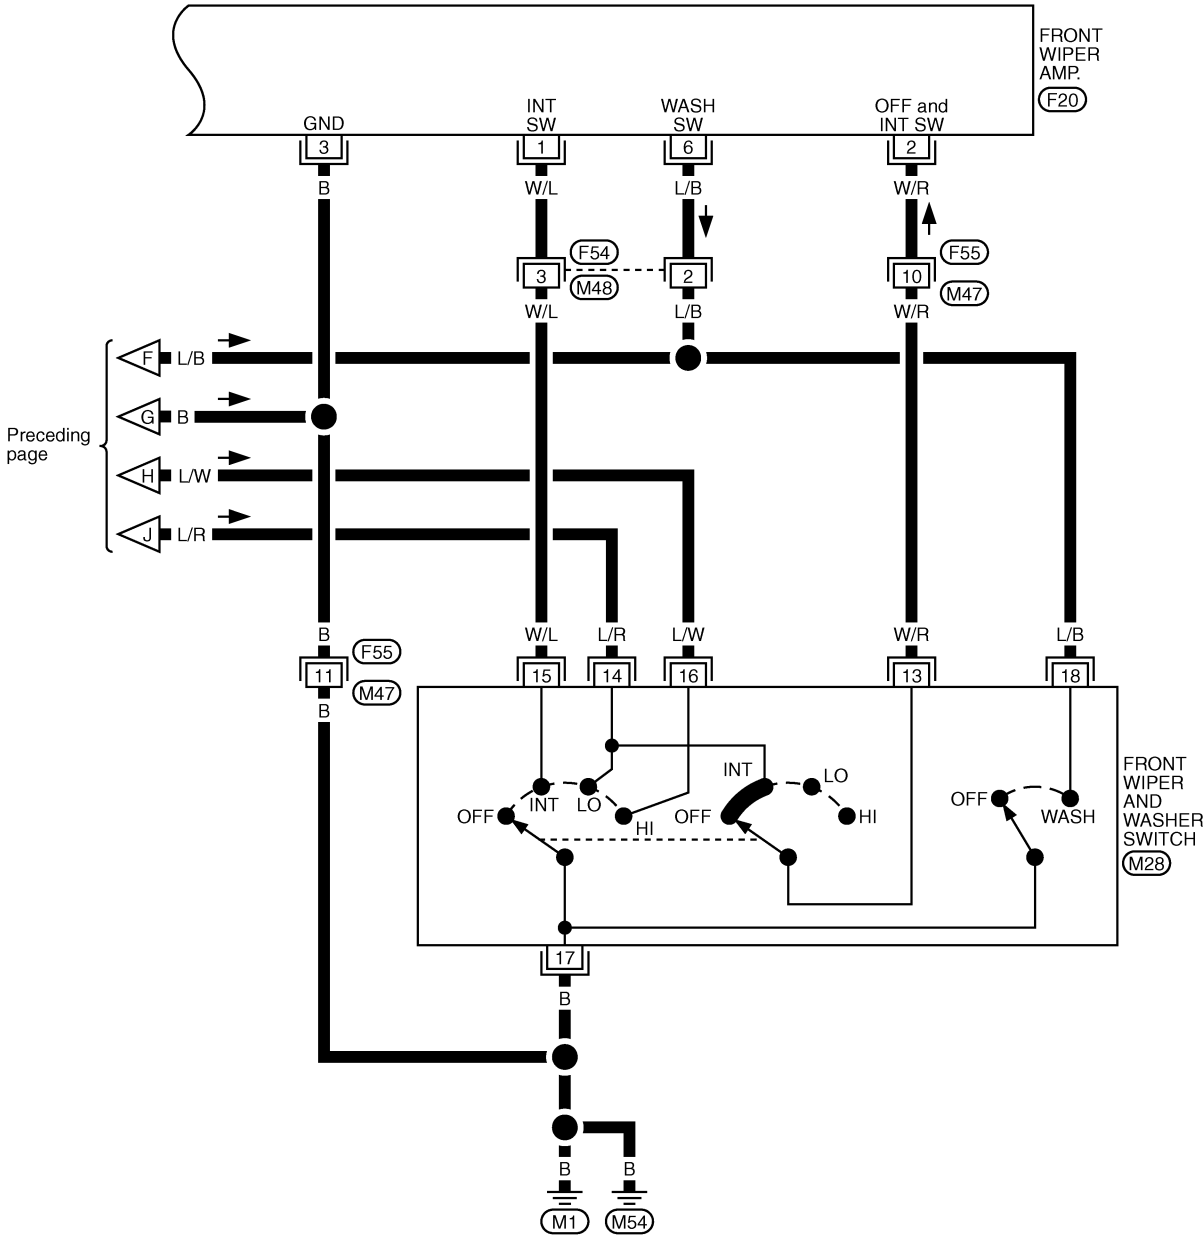 FRONT
WIPER
AMP.
F20
INT
SW
WASH
SW
OFF and
INT SW
GND
3
1
6
2
B
W/L
L/B
W/R
F54
F55
3
2
10
M48
M47
W/L
L/B
W/R
F
L/B
G
B
Preceding
page
H
L/W
J
L/R
B
W/L
L/R
L/W
W/R
L/B
F55
11
15
14
16
13
18
M47
B
FRONT
WIPER
AND
WASHER
SWITCH
M28
OFF
INT
LO
HI
OFF
INT
LO
HI
OFF
WASH
17
B
B
B
M1
M54